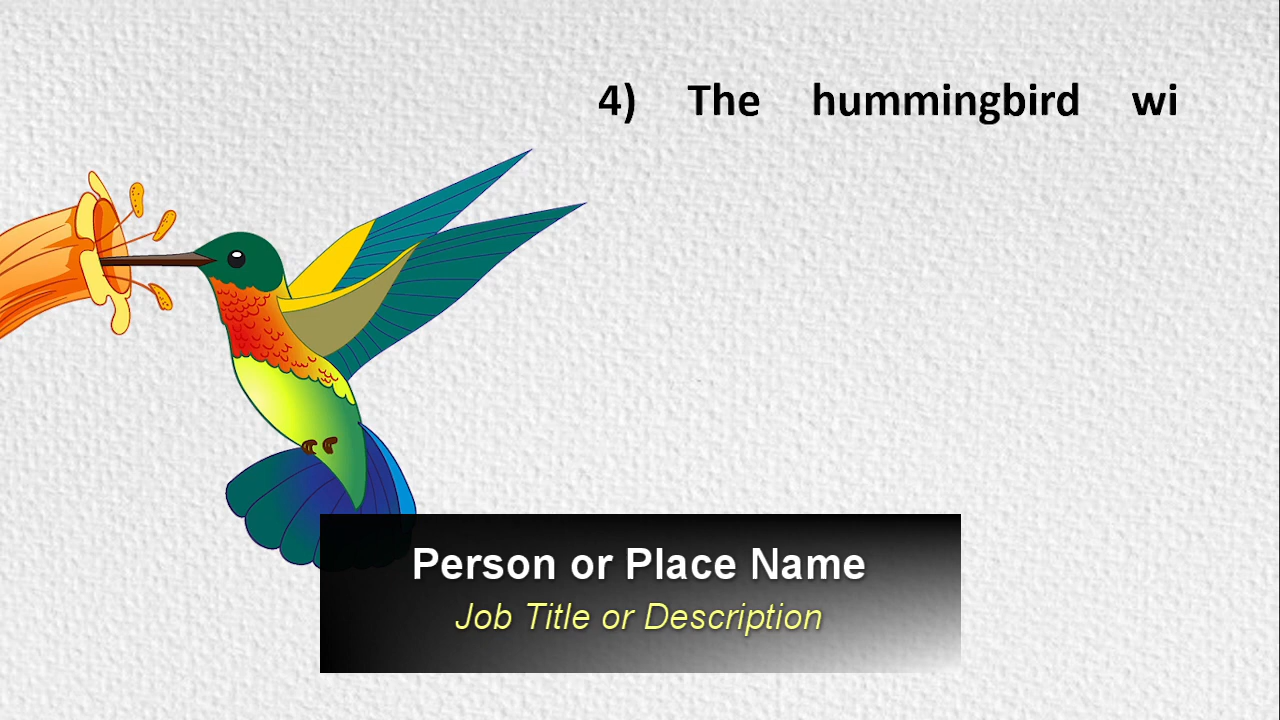 4) The hummingbird wi
Person or Place Name
Job Title or Description